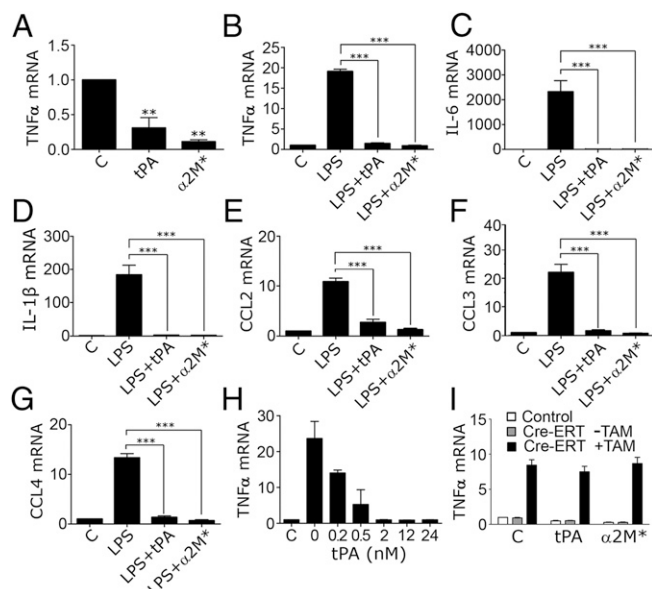 A
TNFα mRNA
1.5
1.0
0.5
0.0
**
**
C
tPA
α2M*
B
TNFα mRNA
25
20
15
10
5
0
***
***
C
LPS
LPS+tPA
LPS+α2M*
C
IL-6 mRNA
4000
3000
2000
1000
0
***
***
C
LPS
LPS+tPA
LPS+α2M*
D
IL-1β mRNA
300
200
100
0
***
***
C
LPS
LPS+tPA
LPS+α2M*
E
CCL2 mRNA
20
10
0
***
***
C
LPS
LPS+tPA
LPS+α2M*
F
CCL3 mRNA
40
30
20
10
0
***
***
C
LPS
LPS+tPA
LPS+α2M*
G
CCL4 mRNA
20
10
0
***
***
C
LPS
LPS+tPA
LPS+α2M*
H
TNFα mRNA
30
20
10
0
C 0 0.2 0.5 2 12 24
tPA (nM)
I
Control
Cre-ERT -TAM
Cre-ERT +TAM
TNFα mRNA
15
10
5
0
C tPA α2M*